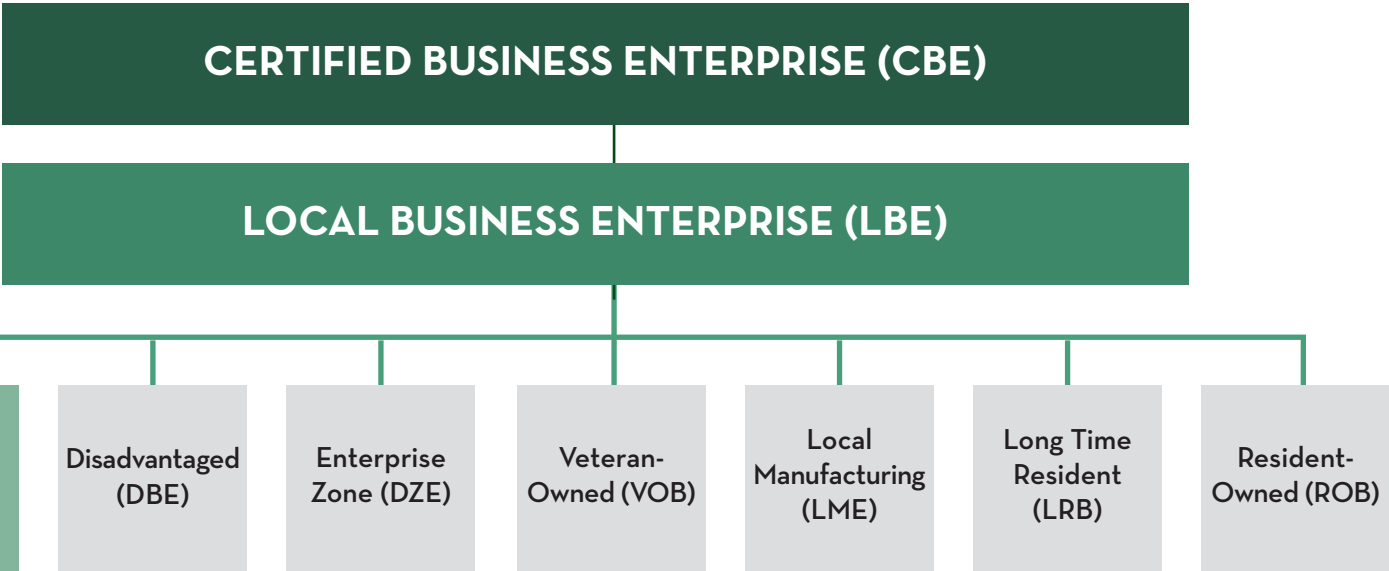 CERTIFIED BUSINESS ENTERPRISE (CBE)
LOCAL BUSINESS ENTERPRISE (LBE)
Disadvantaged
(DBE)
Enterprise
Zone (DZE)
Veteran-
Owned (VOB)
Local
Manufacturing
(LME)
Long Time
Resident
(LRB)
Resident-
Owned (ROB)